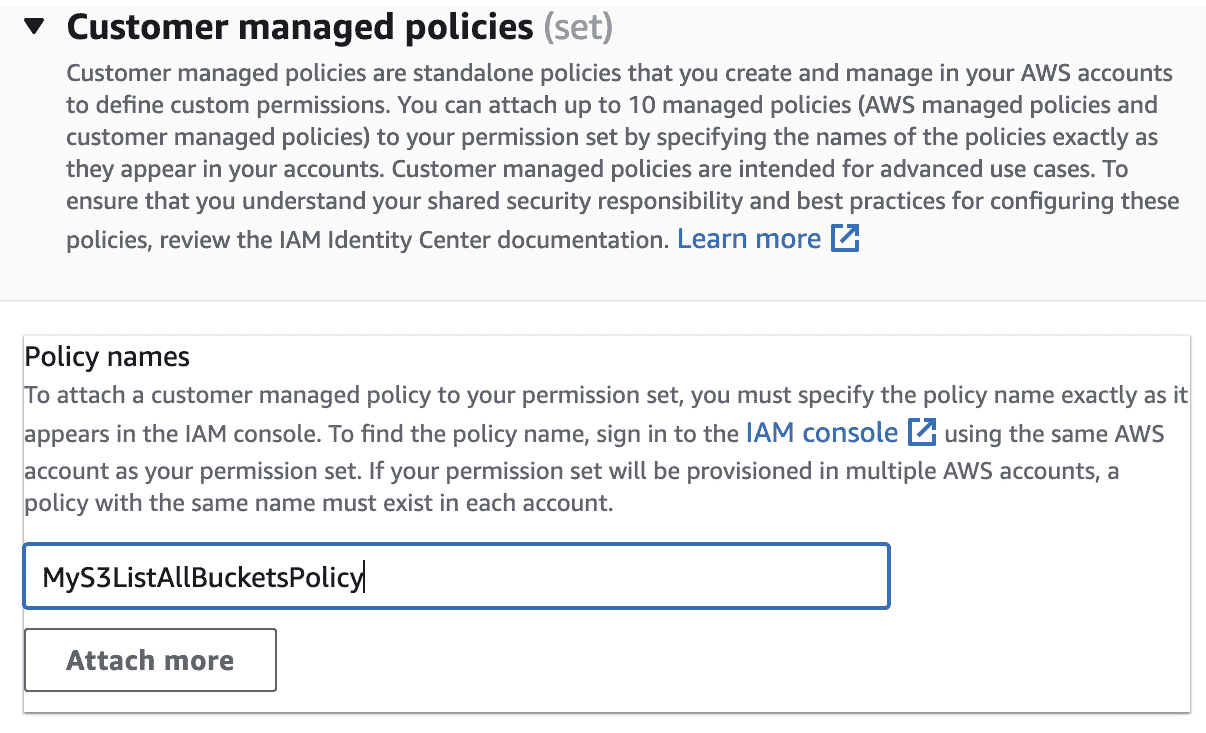 Customer managed policies (set)
Customer managed policies are standalone policies that you create and manage in your AWS accounts
to define custom permissions. You can attach up to 10 managed policies (AWS managed policies and
customer managed policies) to your permission set by specifying the names of the policies exactly as
they appear in your accounts. Customer managed policies are intended for advanced use cases. To
ensure that you understand your shared security responsibility and best practices for configuring these
policies, review the IAM Identity Center documentation. Learn more
Policy names
To attach a customer managed policy to your permission set, you must specify the policy name exactly as it
appears in the IAM console. To find the policy name, sign in to the IAM console using the same AWS
account as your permission set. If your permission set will be provisioned in multiple AWS accounts, a
policy with the same name must exist in each account.
MyS3ListAllBucketsPolicy
Attach more